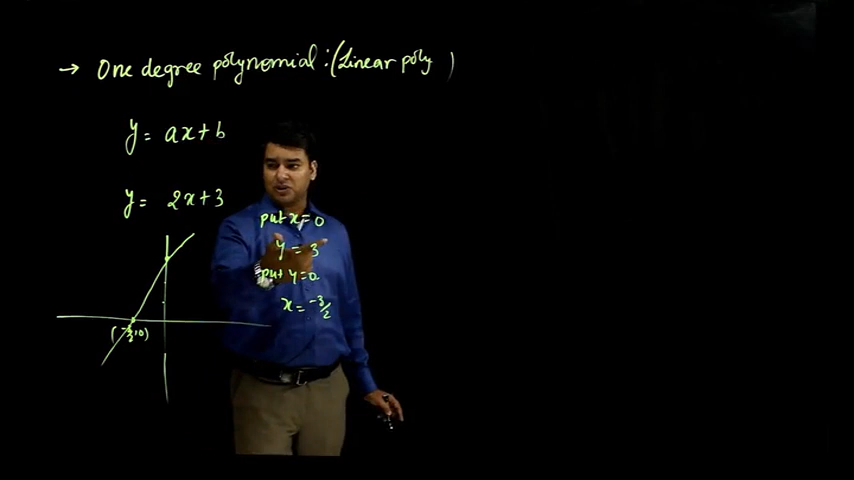 → One degree polynomial :(Linear poly )
y = ax + b
y = 2x + 3
put x = 0
y = 3
put y = 0
x = -3/2
(-3/2, 0)